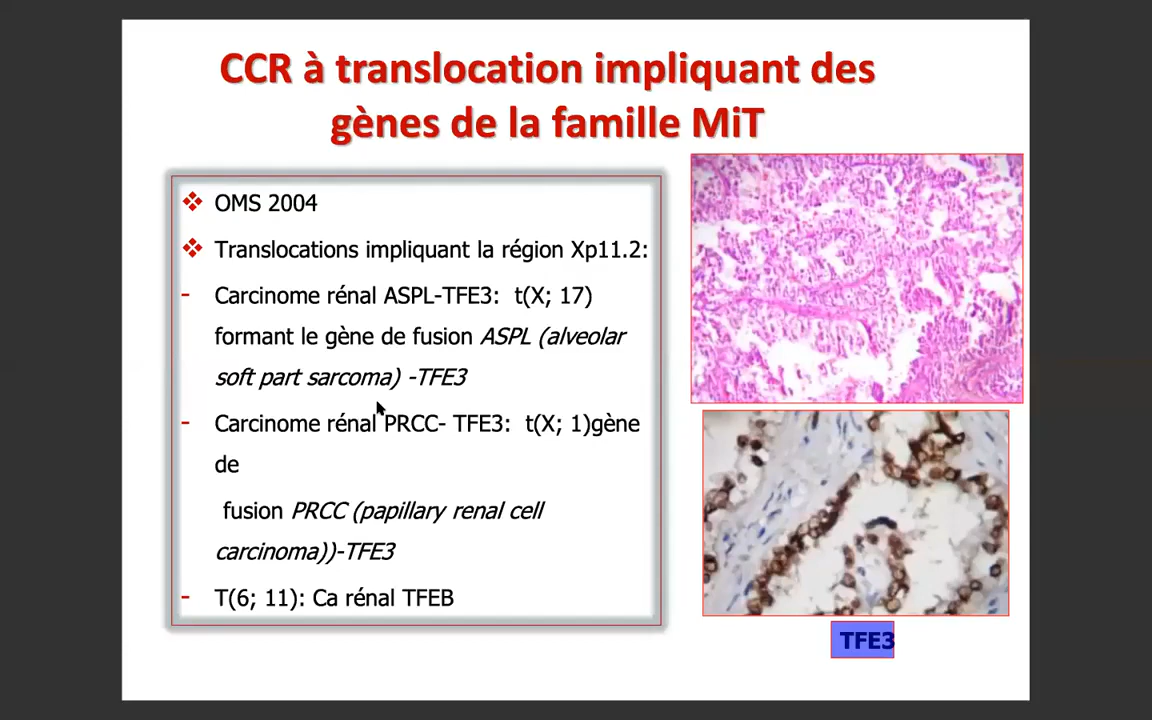 CCR à translocation impliquant des
gènes de la famille MiT
❖ OMS 2004
❖ Translocations impliquant la région Xp11.2:
- Carcinome rénal ASPL-TFE3: t(X; 17)
formant le gène de fusion ASPL (alveolar
soft part sarcoma) -TFE3
- Carcinome rénal PRCC- TFE3: t(X; 1)gène
de
fusion PRCC (papillary renal cell
carcinoma))-TFE3
- T(6; 11): Ca rénal TFEB
TFE3